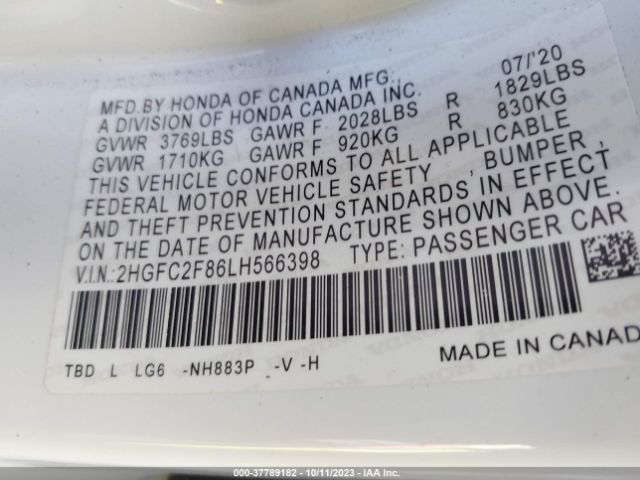 MFD.BY HONDA OF CANADA MFG., 07/'20
A DIVISION OF HONDA CANADA INC.
GVWR 3769LBS GAWR F 2028LBS R 1829LBS
GVWR 1710KG GAWR F 920KG R 830KG
THIS VEHICLE CONFORMS TO ALL APPLICABLE
FEDERAL MOTOR VEHICLE SAFETY , BUMPER ,
AND THEFT PREVENTION STANDARDS IN EFFECT
ON THE DATE OF MANUFACTURE SHOWN ABOVE.
V.I.N.:2HGFC2F86LH566398 TYPE: PASSENGER CAR
TBD L LG6 -NH883P _-V -H MADE IN CANAD
000-37789182 - 10/11/2023 - IAA Inc.